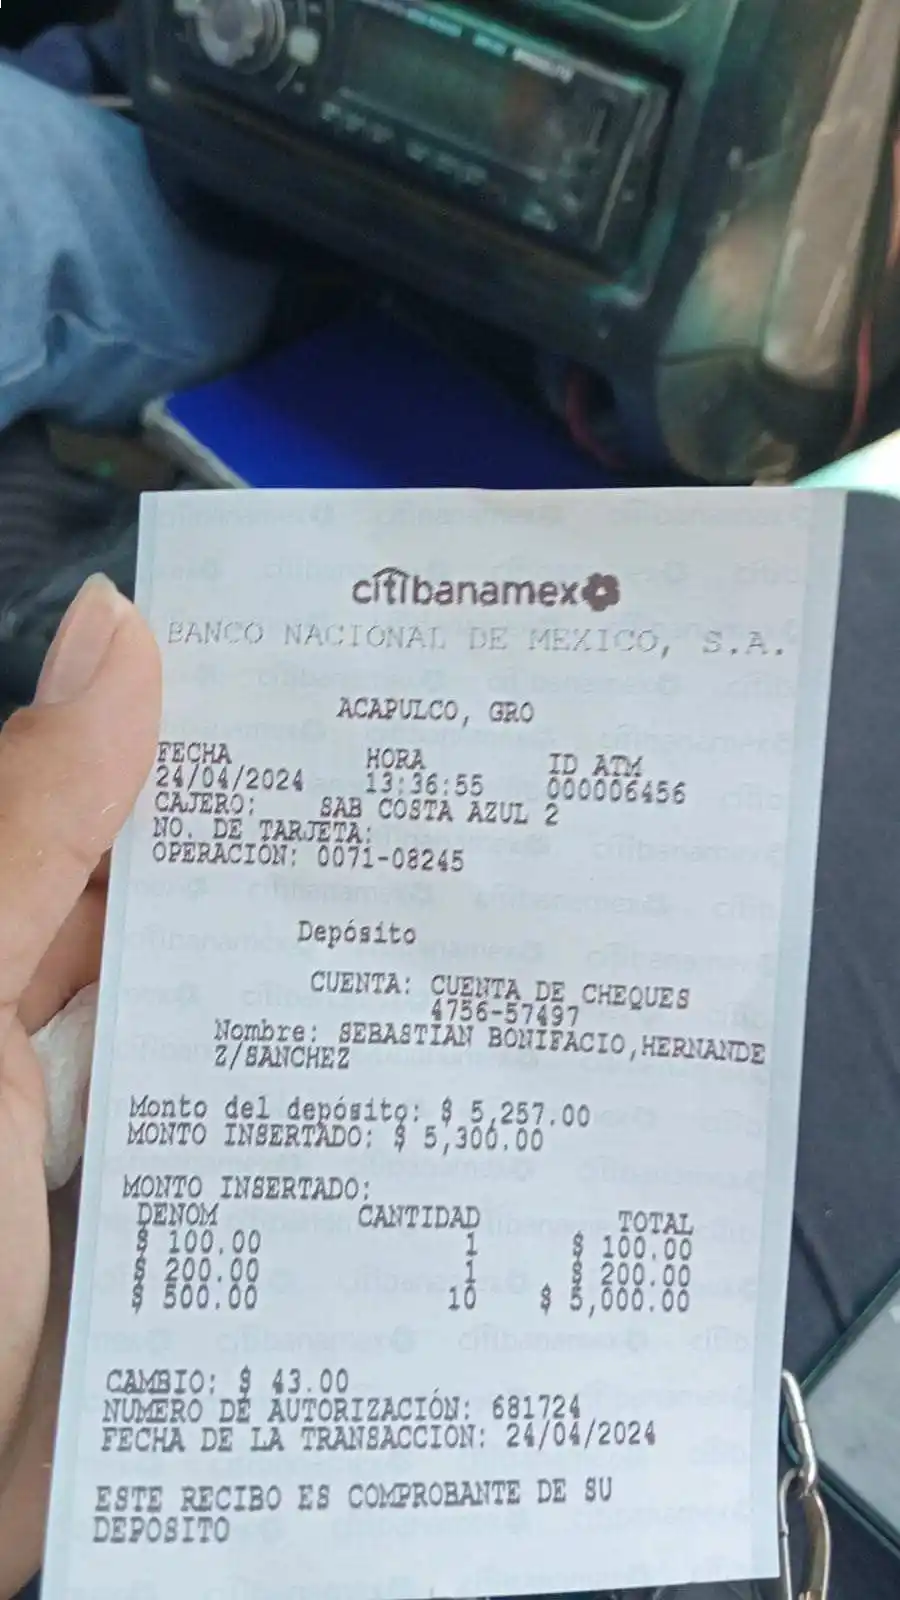 citibanamex
BANCO NACIONAL DE MEXICO, S.A.
ACAPULCO, GRO
FECHA HORA ID ATM
24/04/2024 13:36:55 000006456
CAJERO: SAB COSTA AZUL 2
NO. DE TARJETA:
OPERACION: 0071-08245
Depósito
CUENTA: CUENTA DE CHEQUES
4756-57497
Nombre: SEBASTIAN BONIFACIO,HERNANDE
Z/SANCHEZ
Monto del depósito: $ 5,257.00
MONTO INSERTADO: $ 5,300.00
MONTO INSERTADO:
DENOM CANTIDAD TOTAL
$ 100.00 1 $ 100.00
$ 200.00 1 $ 200.00
$ 500.00 10 $ 5,000.00
CAMBIO: $ 43.00
NUMERO DE AUTORIZACIÓN: 681724
FECHA DE LA TRANSACCION: 24/04/2024
ESTE RECIBO ES COMPROBANTE DE SU
DEPOSITO